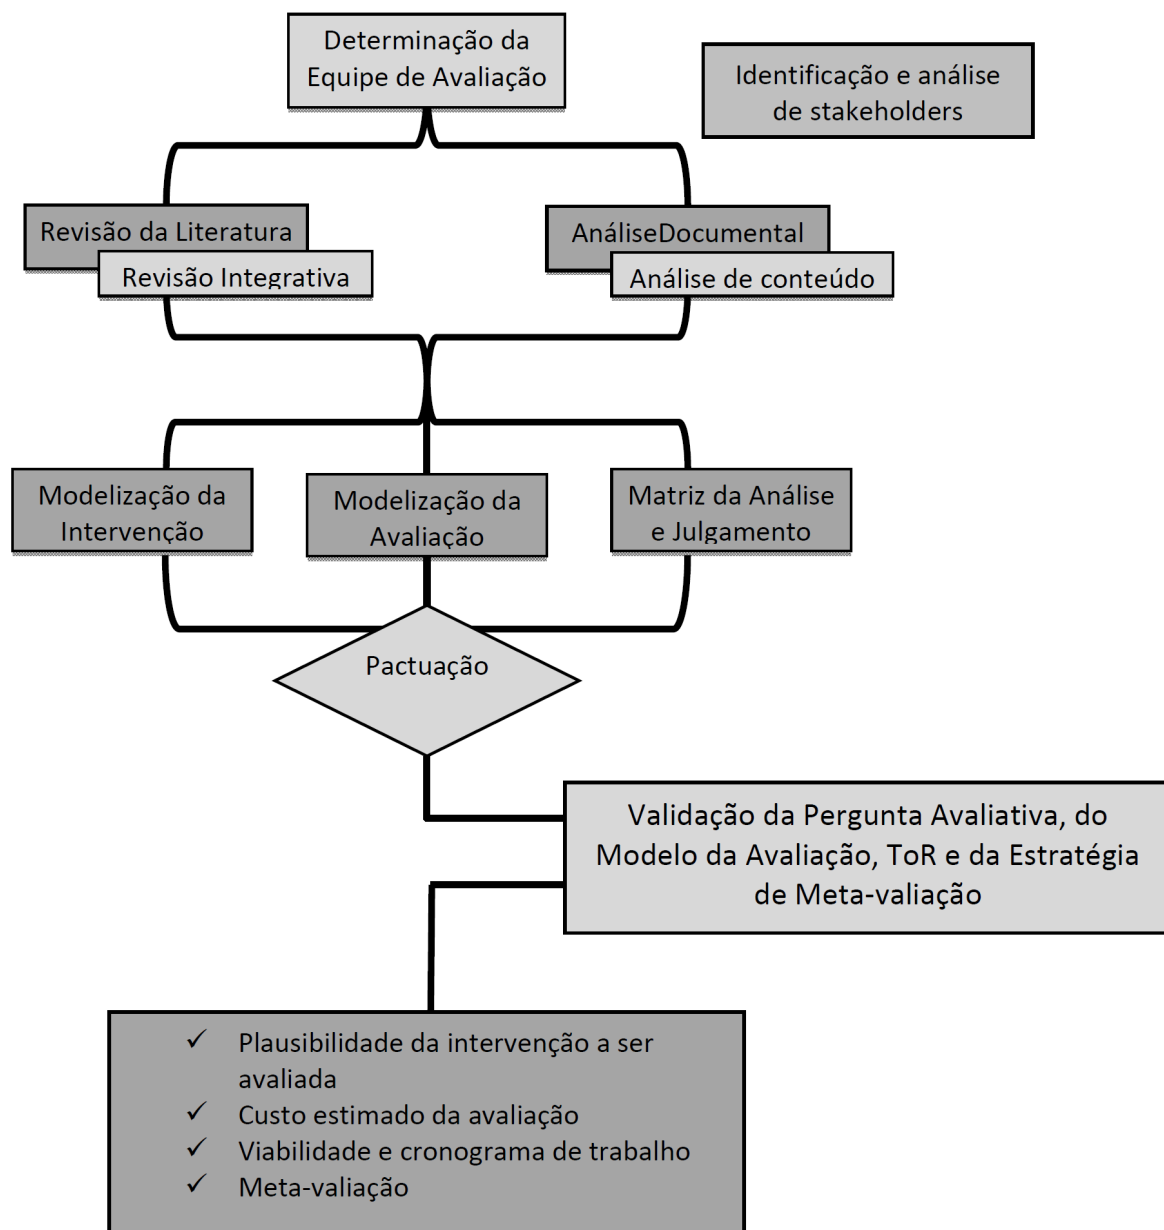 Determinação da
Equipe de Avaliação
Identificação e análise
de stakeholders
Revisão da Literatura
Revisão Integrativa
AnáliseDocumental
Análise de conteúdo
Modelização da
Intervenção
Modelização da
Avaliação
Matriz da Análise
e Julgamento
Pactuação
Validação da Pergunta Avaliativa, do
Modelo da Avaliação, ToR e da Estratégia
de Meta-valiação
✓ Plausibilidade da intervenção a ser
avaliada
✓ Custo estimado da avaliação
✓ Viabilidade e cronograma de trabalho
✓ Meta-valiação